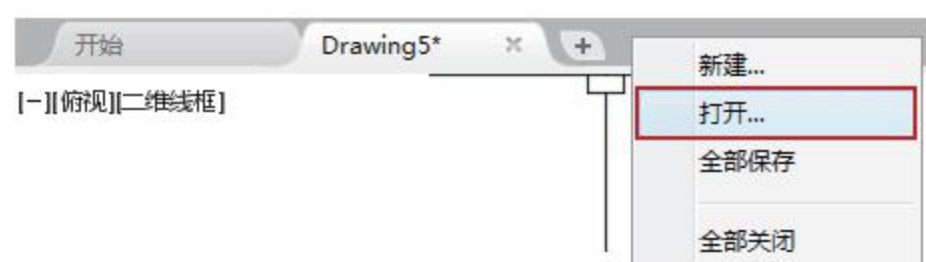 开始 Drawing5* × +
[−][俯视][二维线框]
新建...
打开...
全部保存
全部关闭